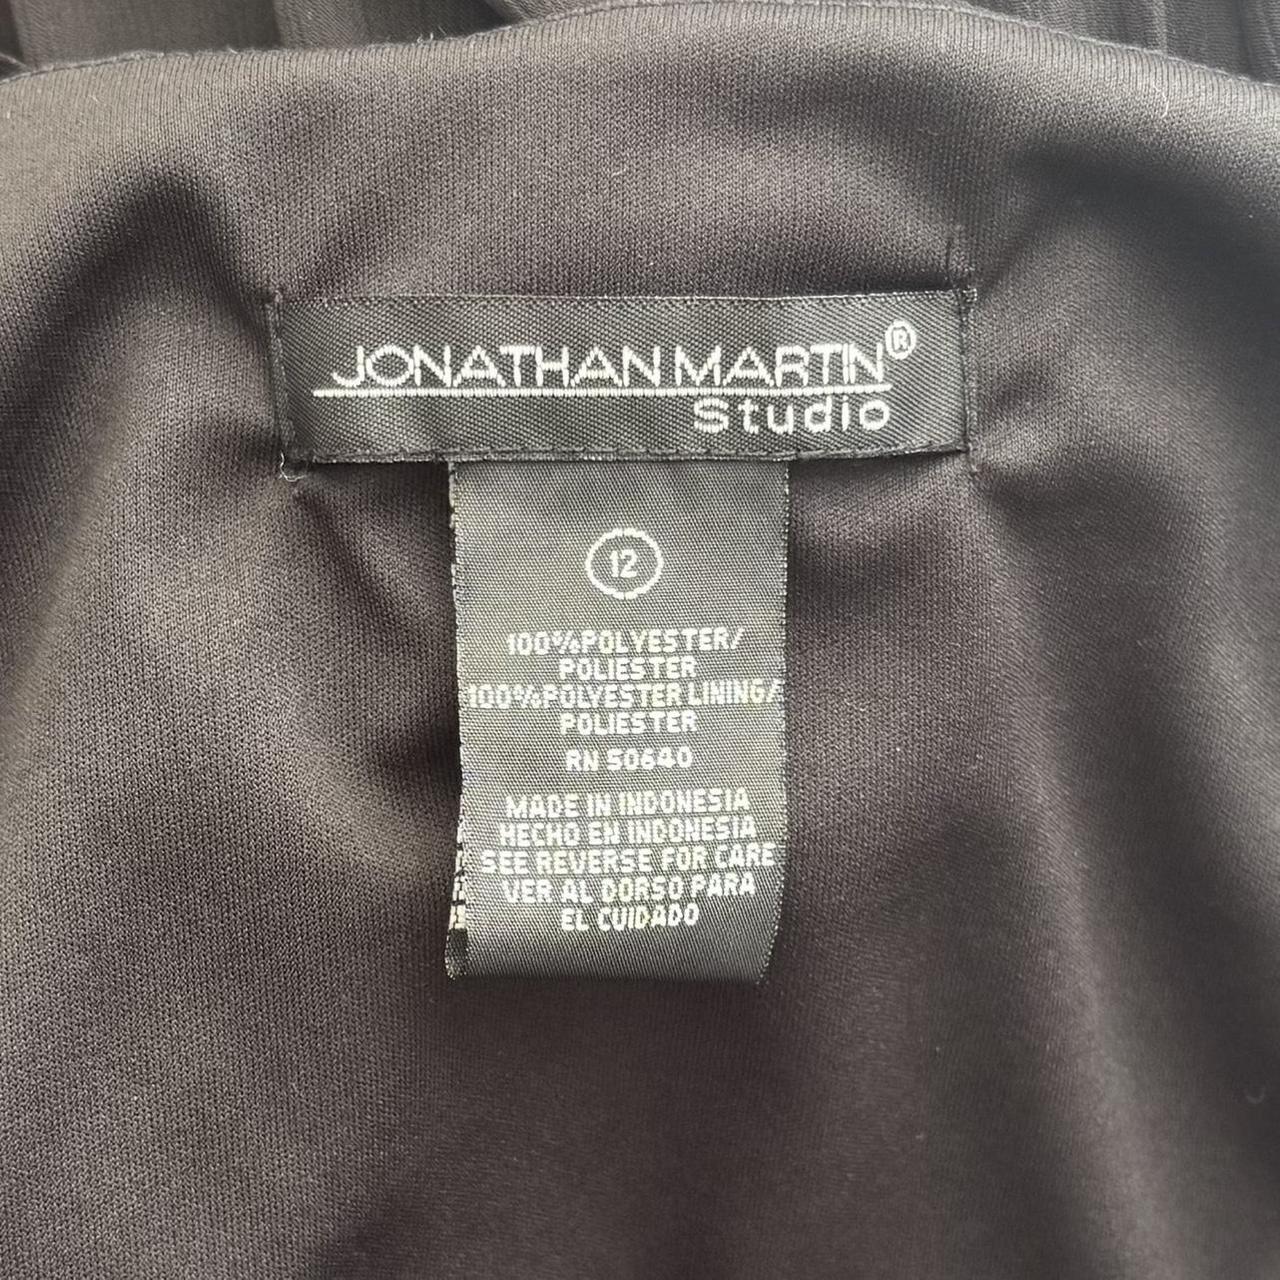 JONATHAN MARTIN®
Studio
12
100%POLYESTER/
POLIESTER
100%POLYESTER LINING/
POLIESTER
RN 50640
MADE IN INDONESIA
HECHO EN INDONESIA
SEE REVERSE FOR CARE
VER AL DORSO PARA
EL CUIDADO